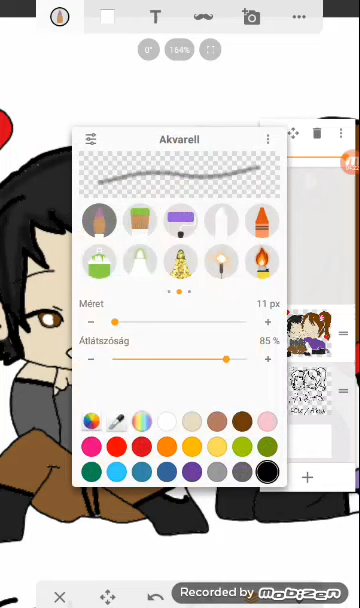 T
0°
164%
Akvarell
Méret
11 px
Átlátszóság
85 %
Recorded by mobizen